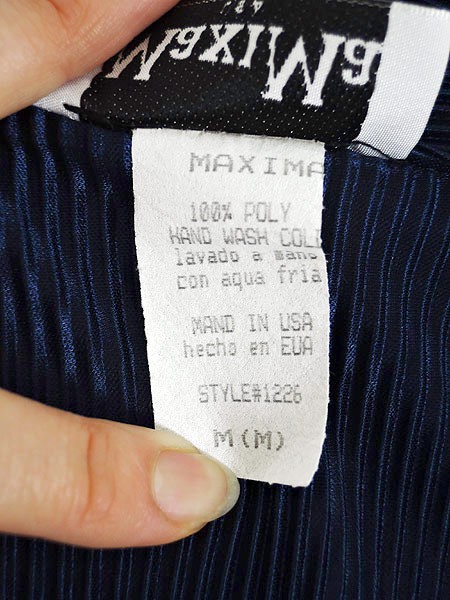 MAXIMA
MAXIMA
100% POLY
HAND WASH COLD
lavado a mano
con aqua fria
MAND IN USA
hecho en EUA
STYLE#1226
M(M)